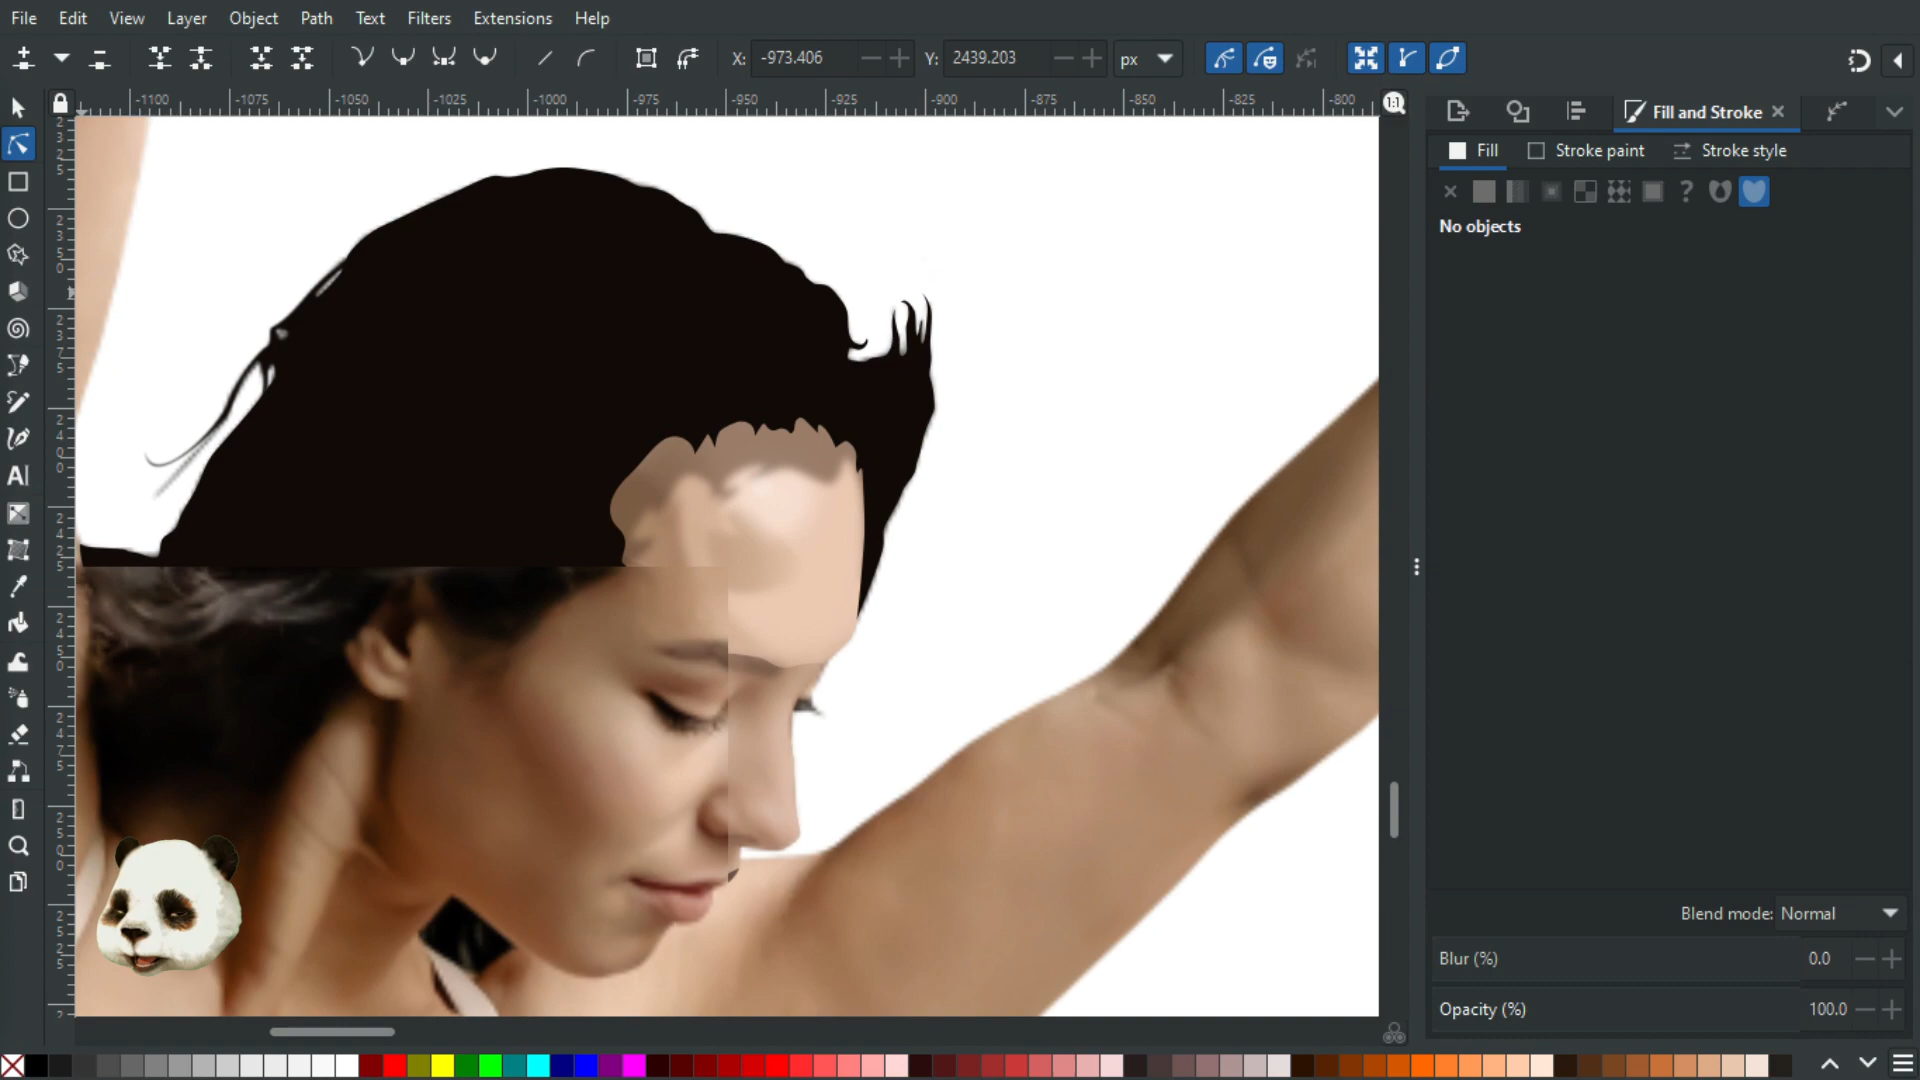 File Edit View Layer Object Path Text Filters Extensions Help
X: -973.406 Y: 2439.203 px
-1100 -1075 -1050 -1025 -1000 -975 -950 -925 -900 -875 -850 -825 -800
1:1
Fill and Stroke
Fill Stroke paint Stroke style
No objects
Blend mode: Normal
Blur (%) 0.0
Opacity (%) 100.0